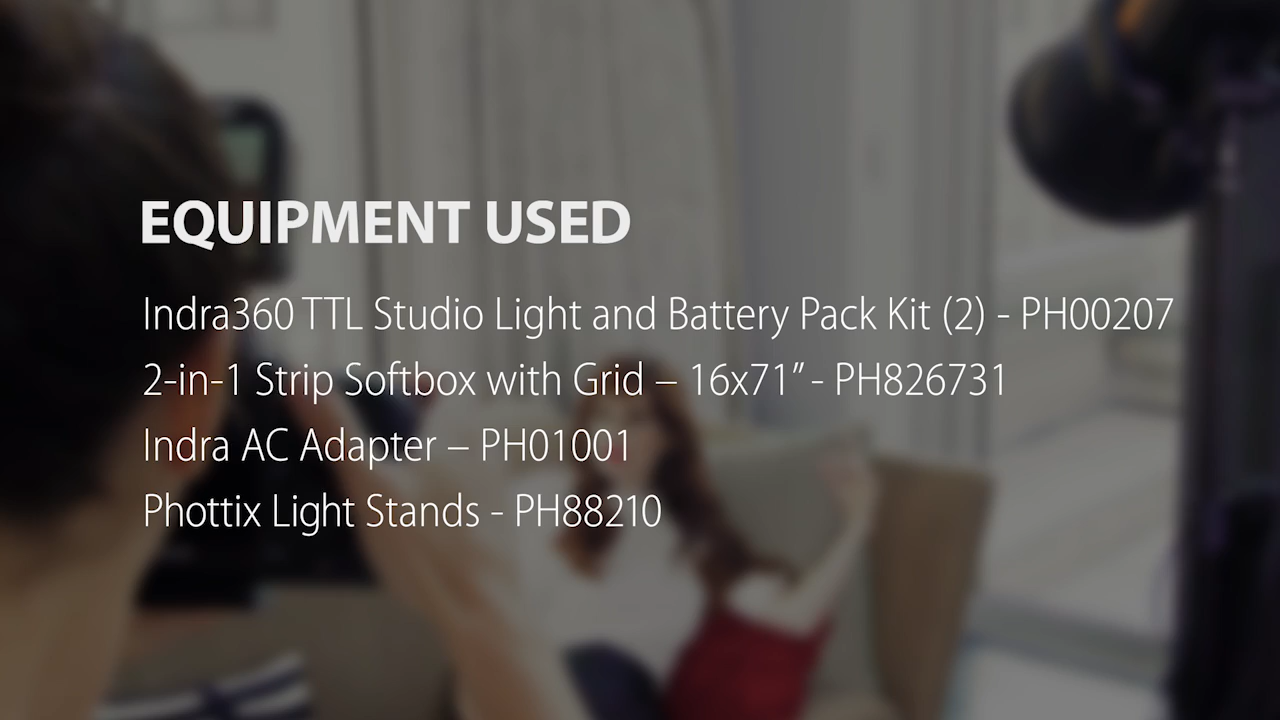 EQUIPMENT USED
Indra360 TTL Studio Light and Battery Pack Kit (2) - PH00207
2-in-1 Strip Softbox with Grid – 16x71” - PH826731
Indra AC Adapter – PH01001
Phottix Light Stands - PH88210